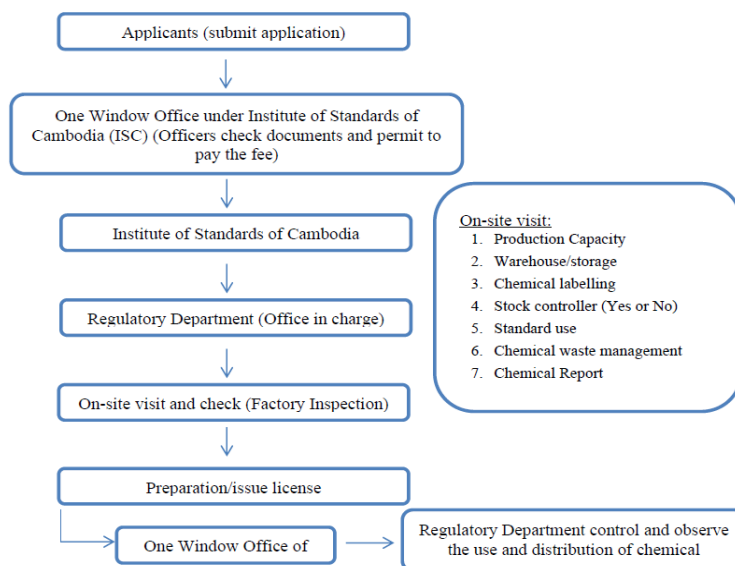 Applicants (submit application)
One Window Office under Institute of Standards of
Cambodia (ISC) (Officers check documents and permit to
pay the fee)
Institute of Standards of Cambodia
Regulatory Department (Office in charge)
On-site visit and check (Factory Inspection)
Preparation/issue license
One Window Office of
Regulatory Department control and observe
the use and distribution of chemical
On-site visit:
1. Production Capacity
2. Warehouse/storage
3. Chemical labelling
4. Stock controller (Yes or No)
5. Standard use
6. Chemical waste management
7. Chemical Report